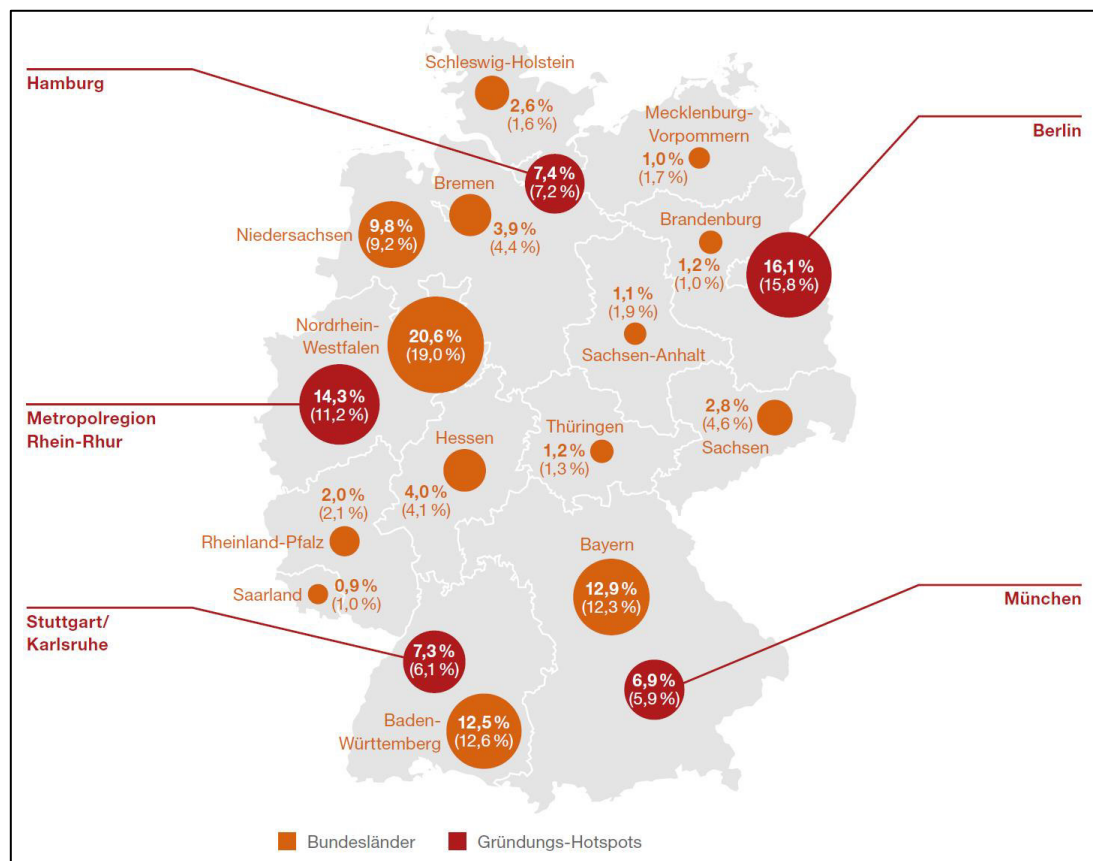 Schleswig-Holstein
2,6 %
(1,6 %)
Hamburg
7,4 %
(7,2 %)
Mecklenburg-
Vorpommern
1,0 %
(1,7 %)
Berlin
16,1 %
(15,8 %)
Bremen
3,9 %
(4,4 %)
Niedersachsen
9,8 %
(9,2 %)
Brandenburg
1,2 %
(1,0 %)
1,1 %
(1,9 %)
Sachsen-Anhalt
Nordrhein-
Westfalen
20,6 %
(19,0 %)
Metropolregion
Rhein-Rhur
14,3 %
(11,2 %)
Hessen
4,0 %
(4,1 %)
Thüringen
1,2 %
(1,3 %)
2,8 %
(4,6 %)
Sachsen
2,0 %
(2,1 %)
Rheinland-Pfalz
Saarland
0,9 %
(1,0 %)
Bayern
12,9 %
(12,3 %)
München
6,9 %
(5,9 %)
Stuttgart/
Karlsruhe
7,3 %
(6,1 %)
Baden-
Württemberg
12,5 %
(12,6 %)
Bundesländer
Gründungs-Hotspots